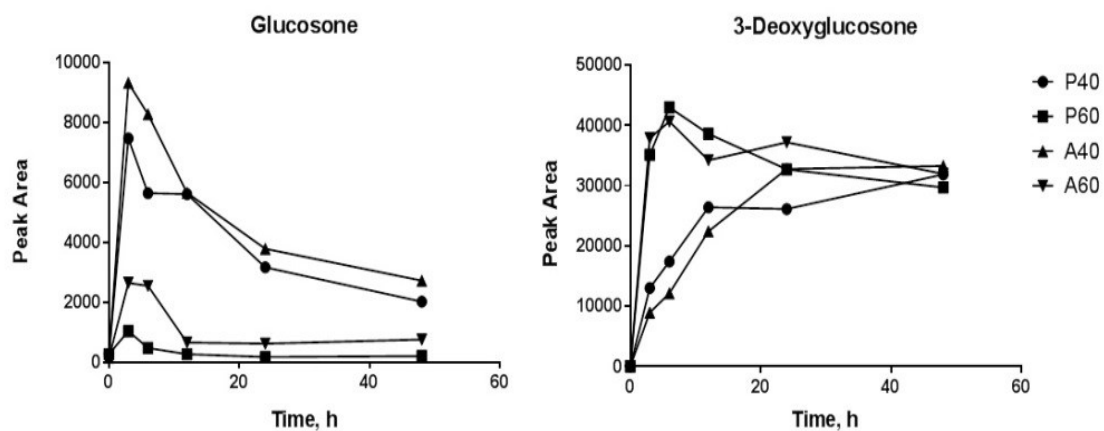 Glucosone
10000
8000
6000
4000
2000
0
Peak Area
0 20 40 60
Time, h
3-Deoxyglucosone
50000
40000
30000
20000
10000
0
Peak Area
0 20 40 60
Time, h
P40
P60
A40
A60